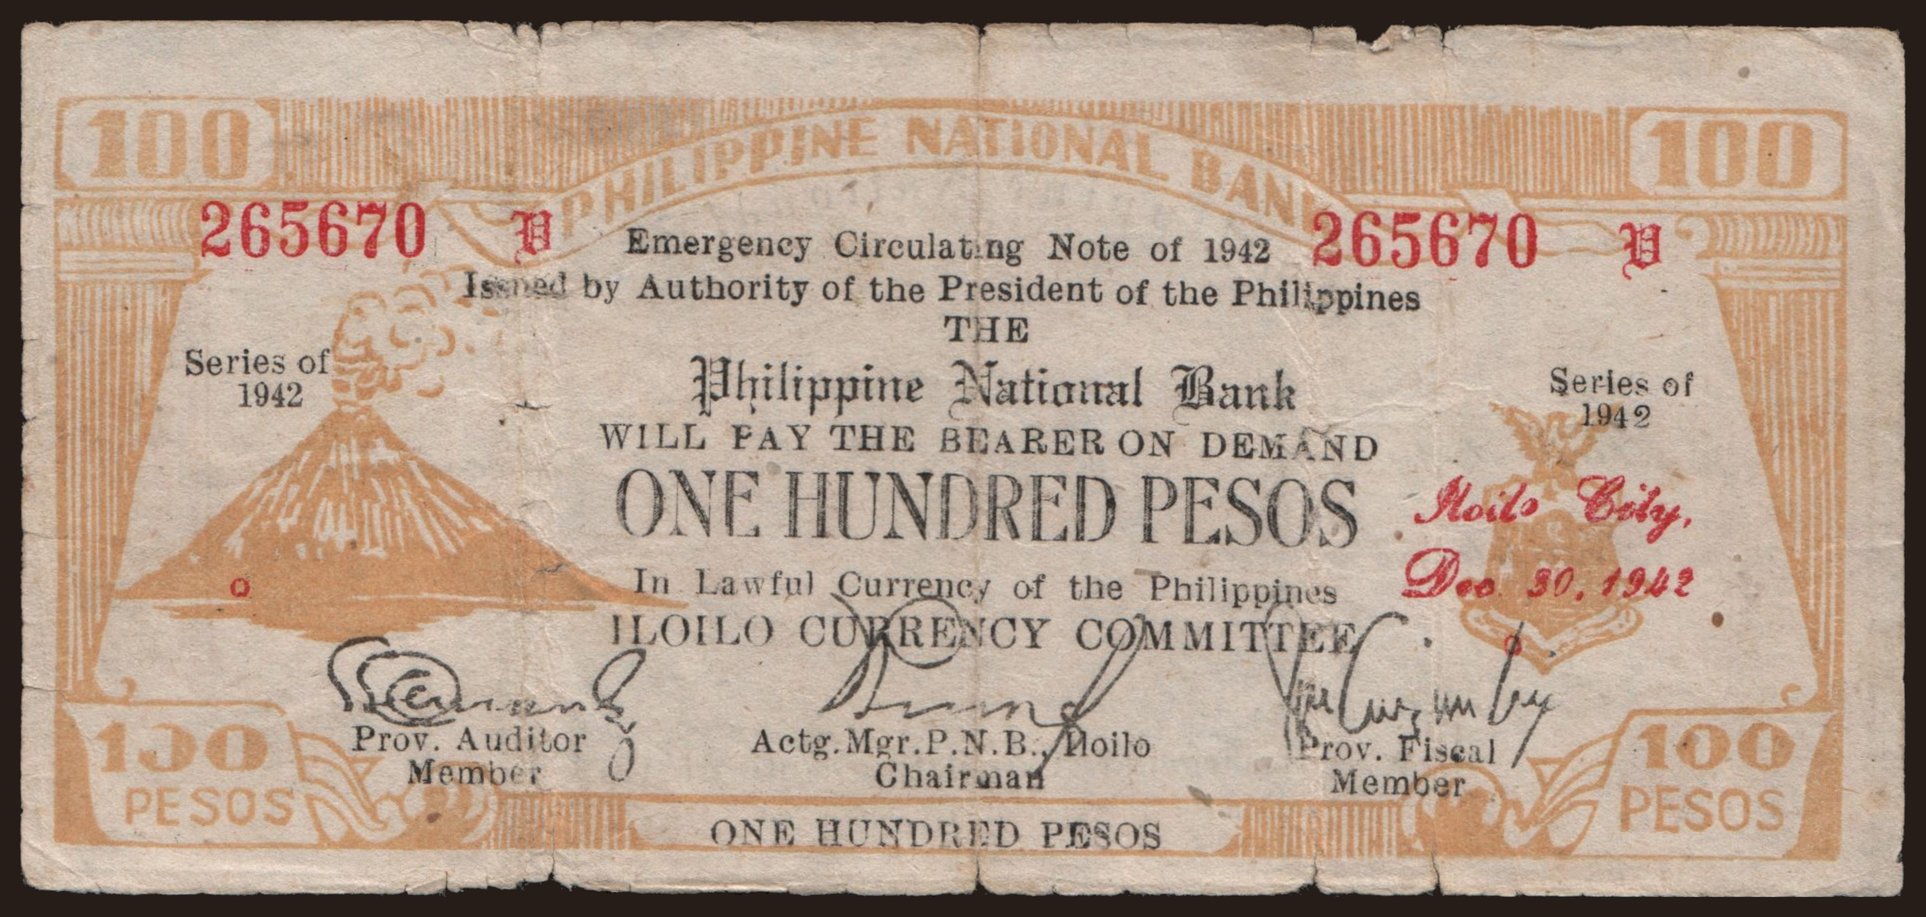 100 100
PHILIPPINE NATIONAL BANK
265670 D 265670 D
Emergency Circulating Note of 1942
Issued by Authority of the President of the Philippines
THE
Series of
1942
Philippine National Bank
Series of
1942
WILL PAY THE BEARER ON DEMAND
ONE HUNDRED PESOS
Iloilo City,
Dec 30, 1942
In Lawful Currency of the Philippines
ILOILO CURRENCY COMMITTEE
Prov. Auditor
Member
Actg. Mgr. P.N.B., Iloilo
Chairman
Prov. Fiscal
Member
100
PESOS
100
PESOS
ONE HUNDRED PESOS